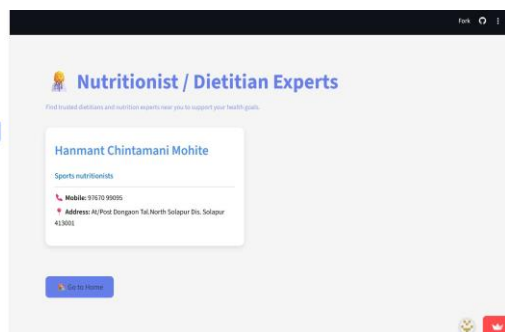 Fork
Nutritionist / Dietitian Experts
Find trusted dietitians and nutrition experts near you to support your health goals.
Hanmant Chintamani Mohite
Sports nutritionists
Mobile: 97670 99095
Address: At/Post Dongaon Tal.North Solapur Dis. Solapur
413001
Go to Home